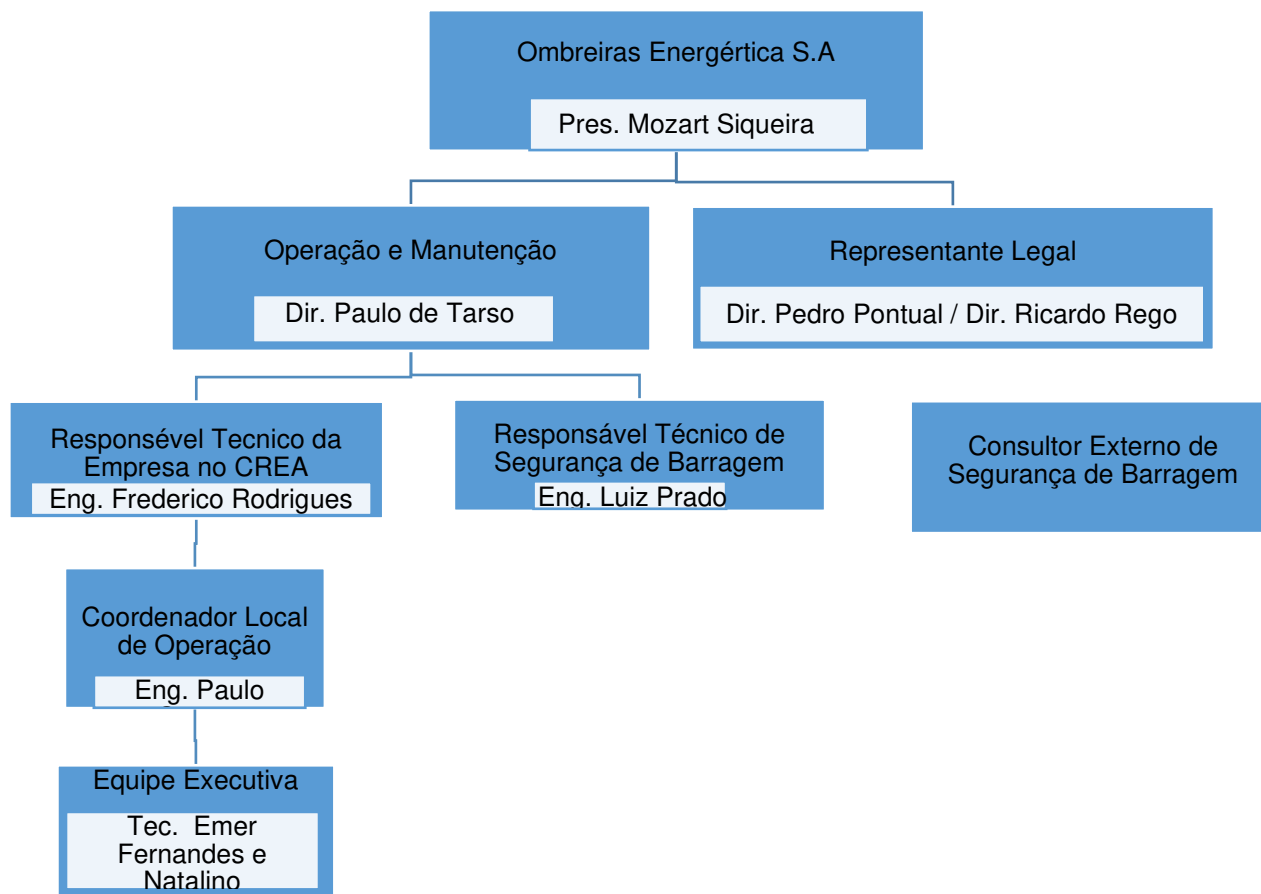 Ombreiras Energértica S.A
Pres. Mozart Siqueira
Operação e Manutenção
Dir. Paulo de Tarso
Representante Legal
Dir. Pedro Pontual / Dir. Ricardo Rego
Responsével Tecnico da
Empresa no CREA
Eng. Frederico Rodrigues
Responsável Técnico de
Segurança de Barragem
Eng. Luiz Prado
Consultor Externo de
Segurança de Barragem
Coordenador Local
de Operação
Eng. Paulo
Equipe Executiva
Tec. Emer
Fernandes e
Natalino